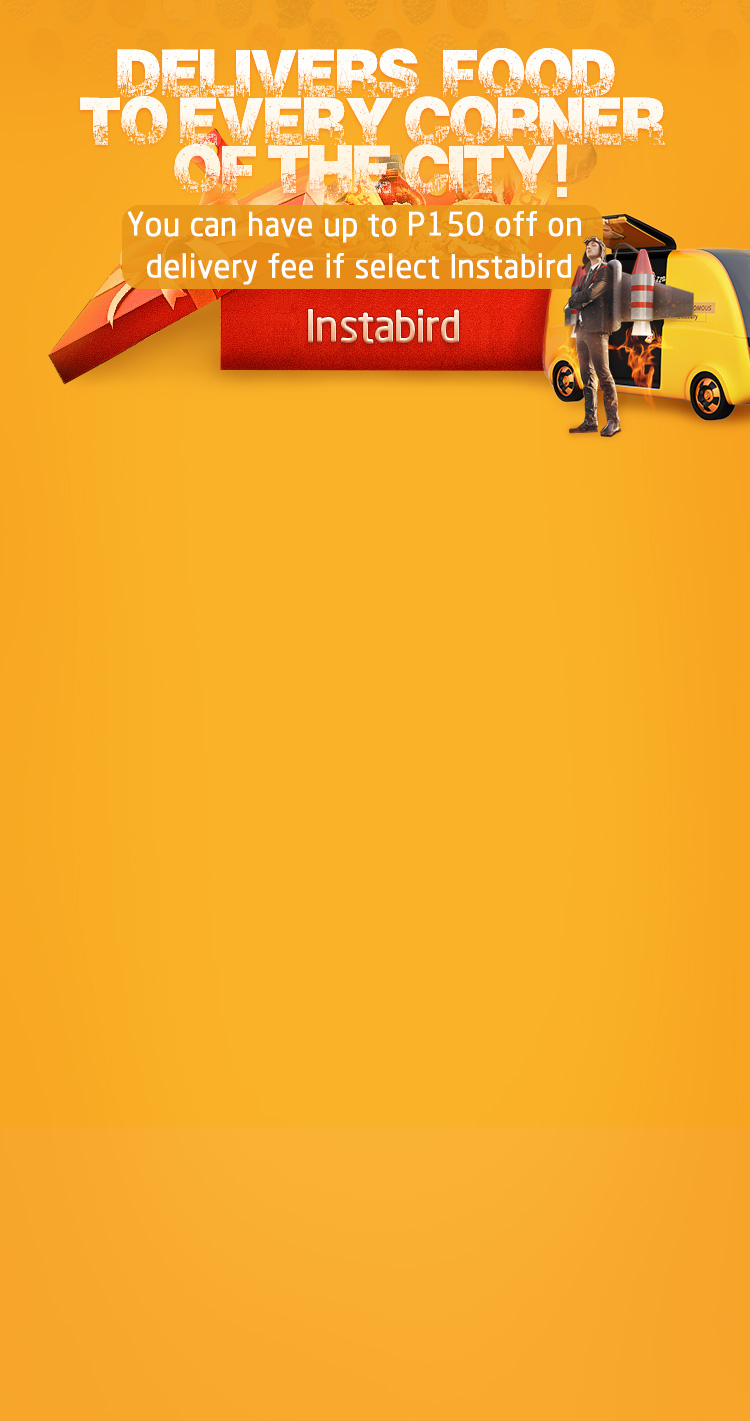 DELIVERS FOOD
TO EVERY CORNER
OF THE CITY!
You can have up to P150 off on
delivery fee if select Instabird
Instabird